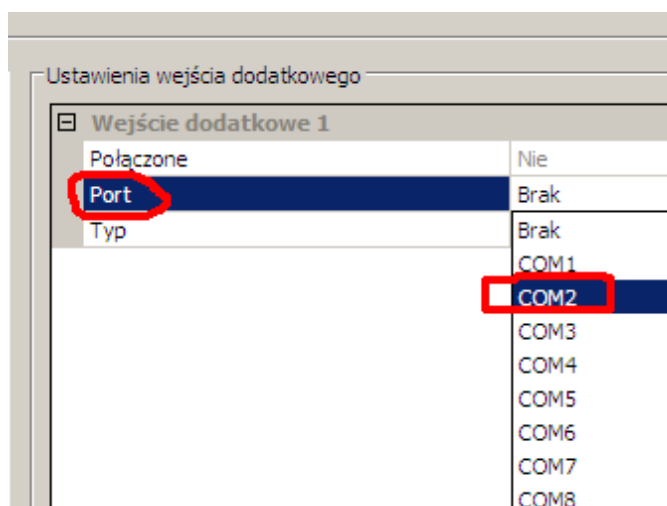 Ustawienia wejścia dodatkowego
Wejście dodatkowe 1
Połączone Nie
Port Brak
Typ Brak
COM1
COM2
COM3
COM4
COM5
COM6
COM7
COM8